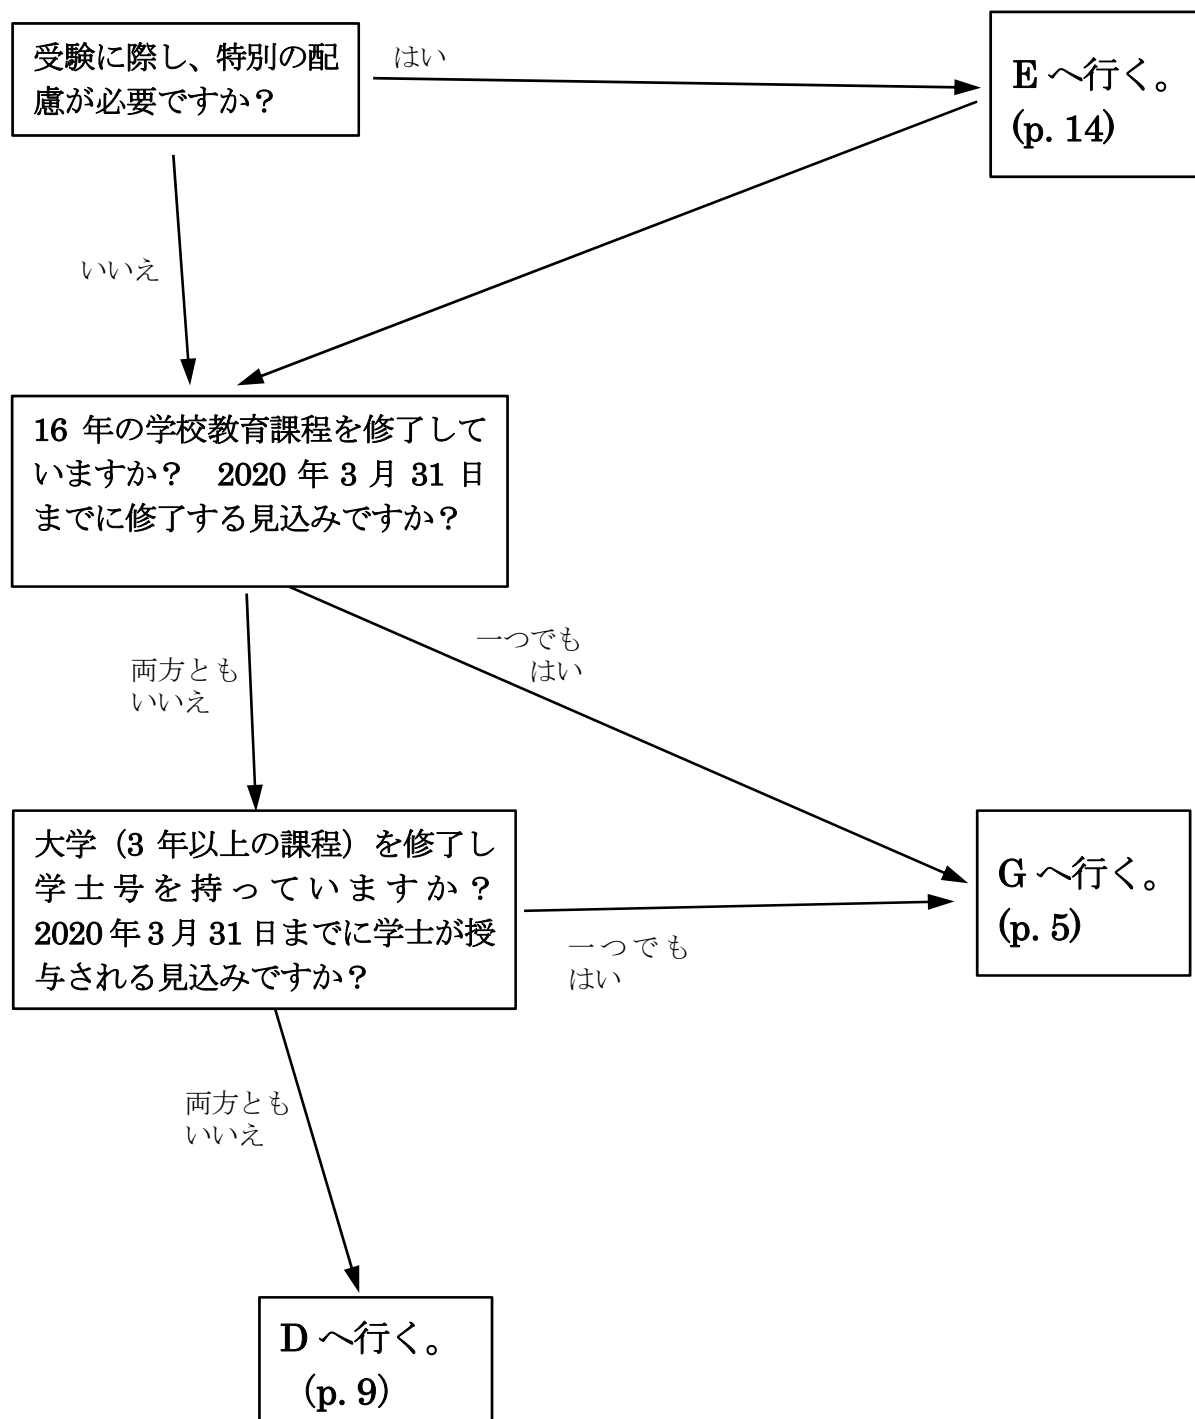 受験に際し、特別の配
慮が必要ですか？
はい
E へ行く。
(p. 14)
いいえ
16 年の学校教育課程を修了して
いますか？　2020 年 3 月 31 日
までに修了する見込みですか？
一つでも
はい
両方とも
いいえ
大学（3 年以上の課程）を修了し
学士号を持っていますか？
2020 年 3 月 31 日までに学士が授
与される見込みですか？
G へ行く。
(p. 5)
一つでも
はい
両方とも
いいえ
D へ行く。
(p. 9)